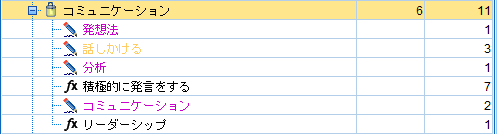 コミュニケーション 6 11
発想法 1
話しかける 3
分析 1
fx 積極的に発言をする 7
コミュニケーション 2
fx リーダーシップ 1